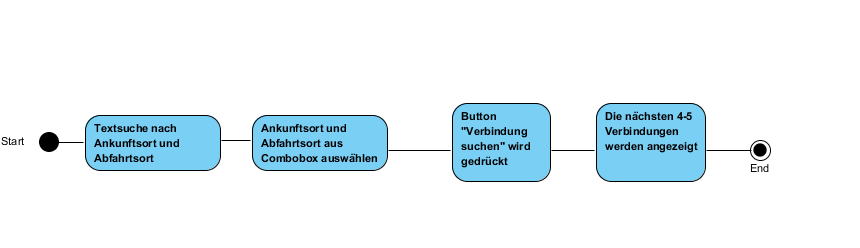 Start
Textsuche nach
Ankunftsort und
Abfahrtsort
Ankunftsort und
Abfahrtsort aus
Combobox auswählen
Button
"Verbindung
suchen" wird
gedrückt
Die nächsten 4-5
Verbindungen
werden angezeigt
End